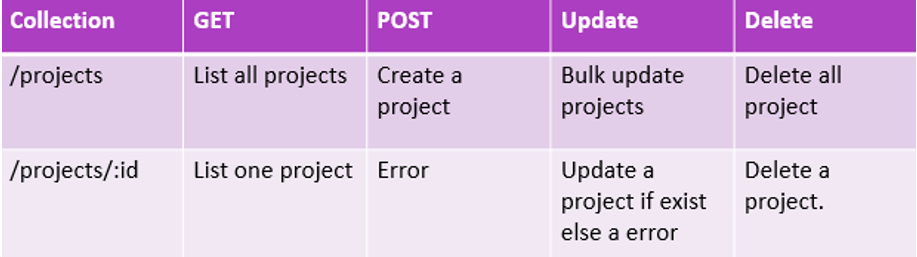 Collection GET POST Update Delete
/projects List all projects Create a Bulk update Delete all
project projects project
/projects/:id List one project Error Update a Delete a
project if exist project.
else a error